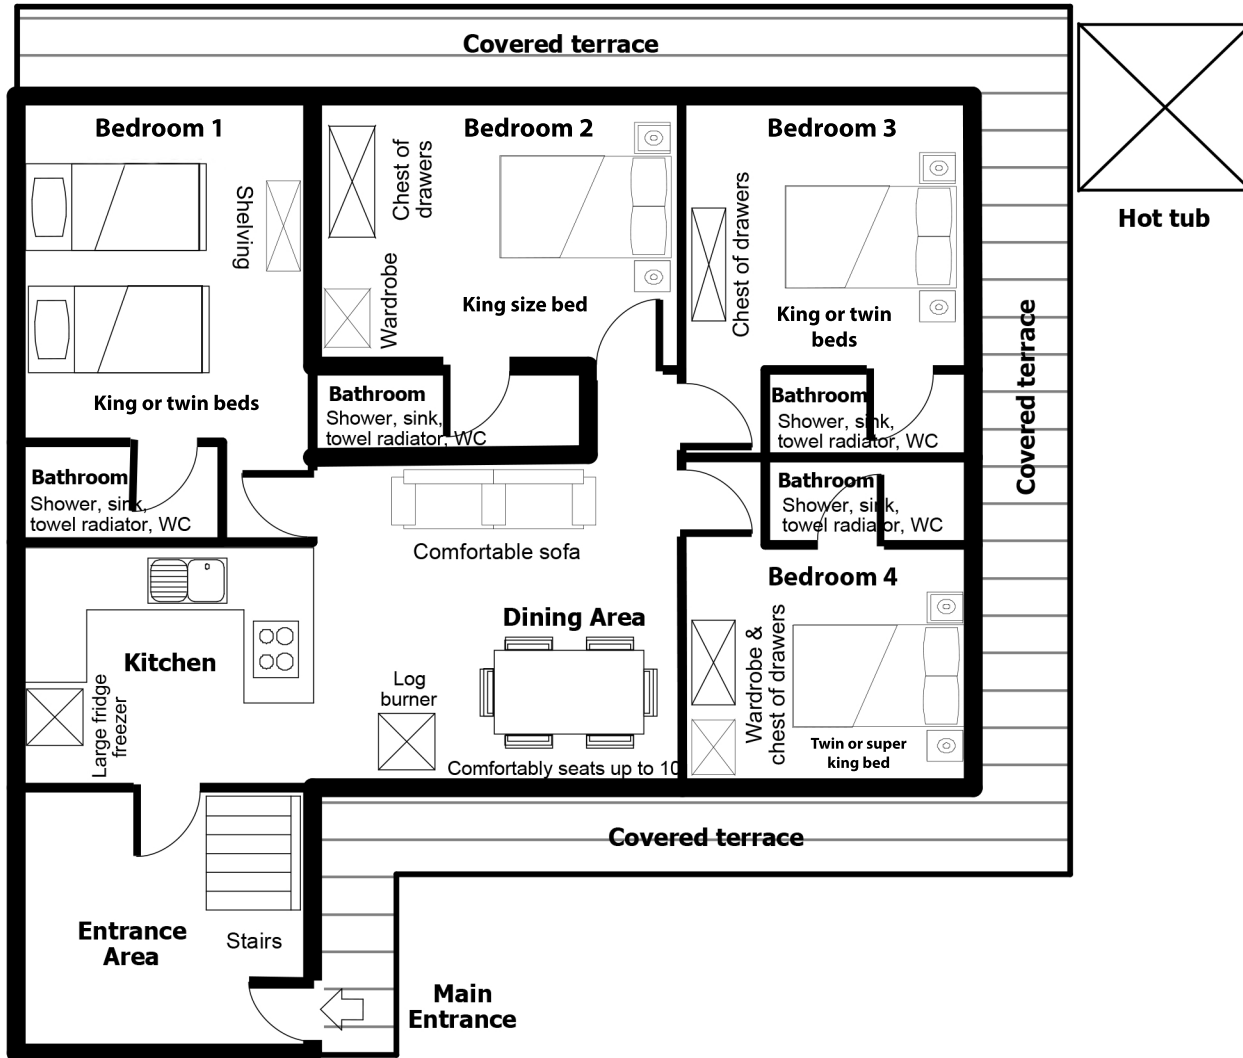 Covered terrace
Bedroom 1
Shelving
King or twin beds
Bathroom
Shower, sink,
towel radiator, WC
Bedroom 2
Chest of
drawers
Wardrobe
King size bed
Bathroom
Shower, sink,
towel radiator, WC
Bedroom 3
Chest of drawers
King or twin
beds
Bathroom
Shower, sink,
towel radiator, WC
Hot tub
Covered terrace
Bathroom
Shower, sink,
towel radiator, WC
Bedroom 4
Wardrobe &
chest of drawers
Twin or super
king bed
Comfortable sofa
Dining Area
Log
burner
Comfortably seats up to 10
Kitchen
Large fridge
freezer
Covered terrace
Entrance
Area
Stairs
Main
Entrance